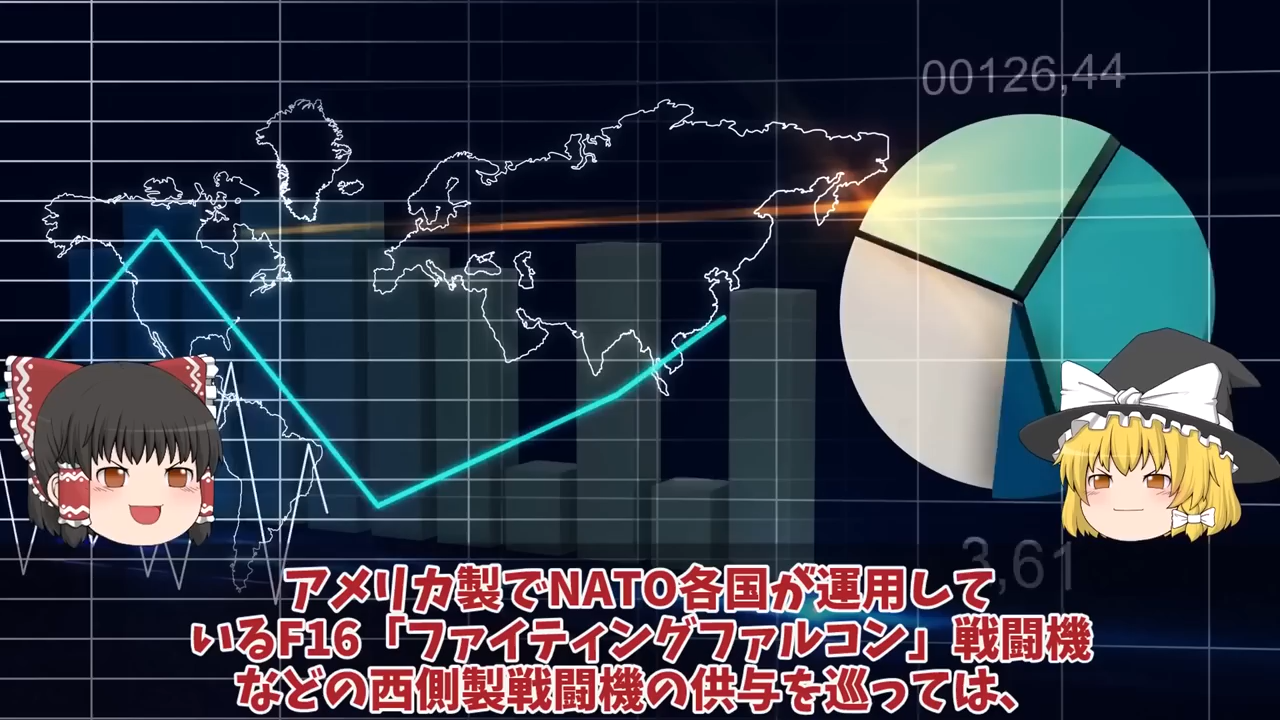 00126,44
3,61
アメリカ製でNATO各国が運用して
いるF16「ファイティングファルコン」戦闘機
などの西側製戦闘機の供与を巡っては、